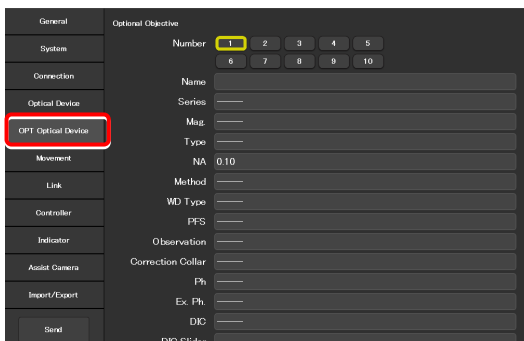 General
System
Connection
Optical Device
OPT Optical Device
Movement
Link
Controller
Indicator
Assist Camera
Import/Export
Send
Optional Objective
Number 1 2 3 4 5
6 7 8 9 10
Name
Series ———
Mag. ———
Type ———
NA 0.10
Method ———
WD Type ———
PFS ———
Observation ———
Correction Collar ———
Ph ———
Ex. Ph. ———
DIC ———
DIC Slider